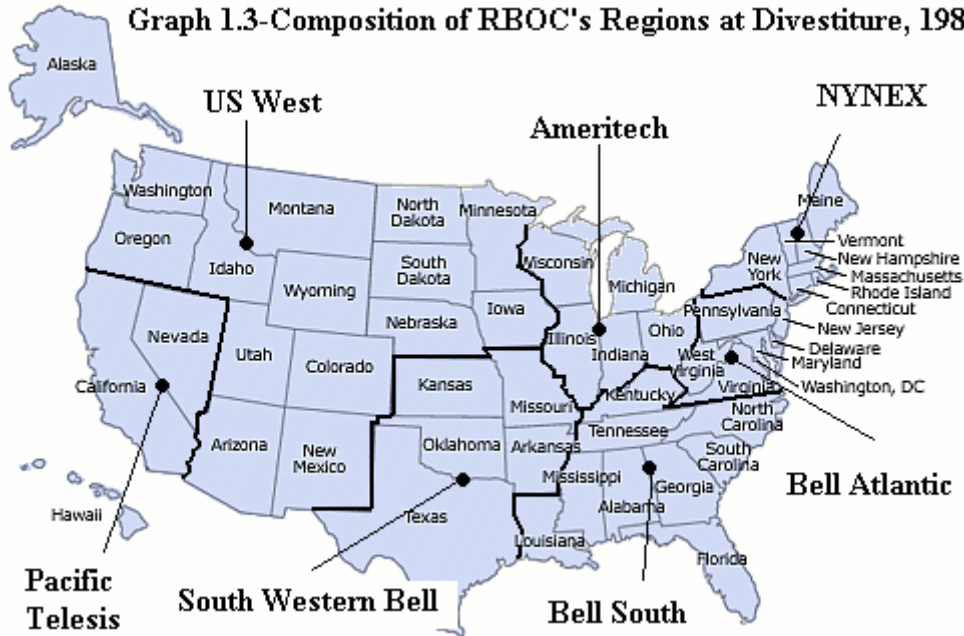 Graph 1.3-Composition of RBOC's Regions at Divestiture, 198
Alaska
US West
NYNEX
Ameritech
Washington
Montana
North
Dakota
Minnesota
Maine
Oregon
Idaho
Wyoming
South
Dakota
Wisconsin
Michigan
New
York
Vermont
New Hampshire
Massachusetts
Rhode Island
Connecticut
Nevada
Utah
Colorado
Nebraska
Iowa
Illinois
Indiana
Ohio
Pennsylvania
New Jersey
Delaware
Maryland
Washington, DC
California
Kansas
Missouri
Kentucky
West
Virginia
Virginia
Arizona
New
Mexico
Oklahoma
Arkansas
Tennessee
North
Carolina
South
Carolina
Hawaii
Texas
Louisiana
Mississippi
Alabama
Georgia
Florida
Bell Atlantic
Pacific
Telesis
South Western Bell
Bell South